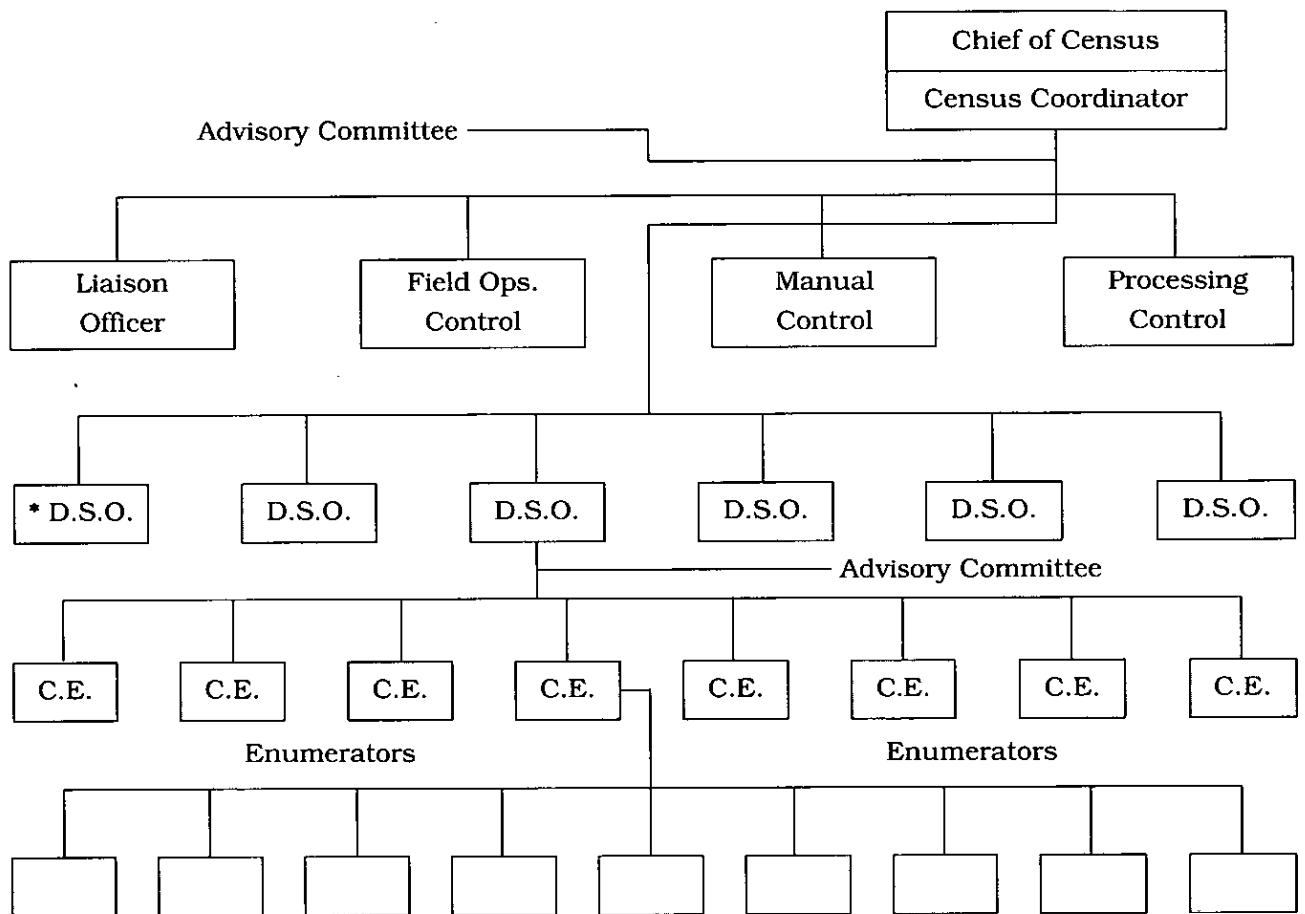 Chief of Census
Census Coordinator
Advisory Committee
Liaison
Officer
Field Ops.
Control
Manual
Control
Processing
Control
* D.S.O.
D.S.O.
D.S.O.
D.S.O.
D.S.O.
D.S.O.
Advisory Committee
C.E.
C.E.
C.E.
C.E.
C.E.
C.E.
C.E.
C.E.
Enumerators
Enumerators